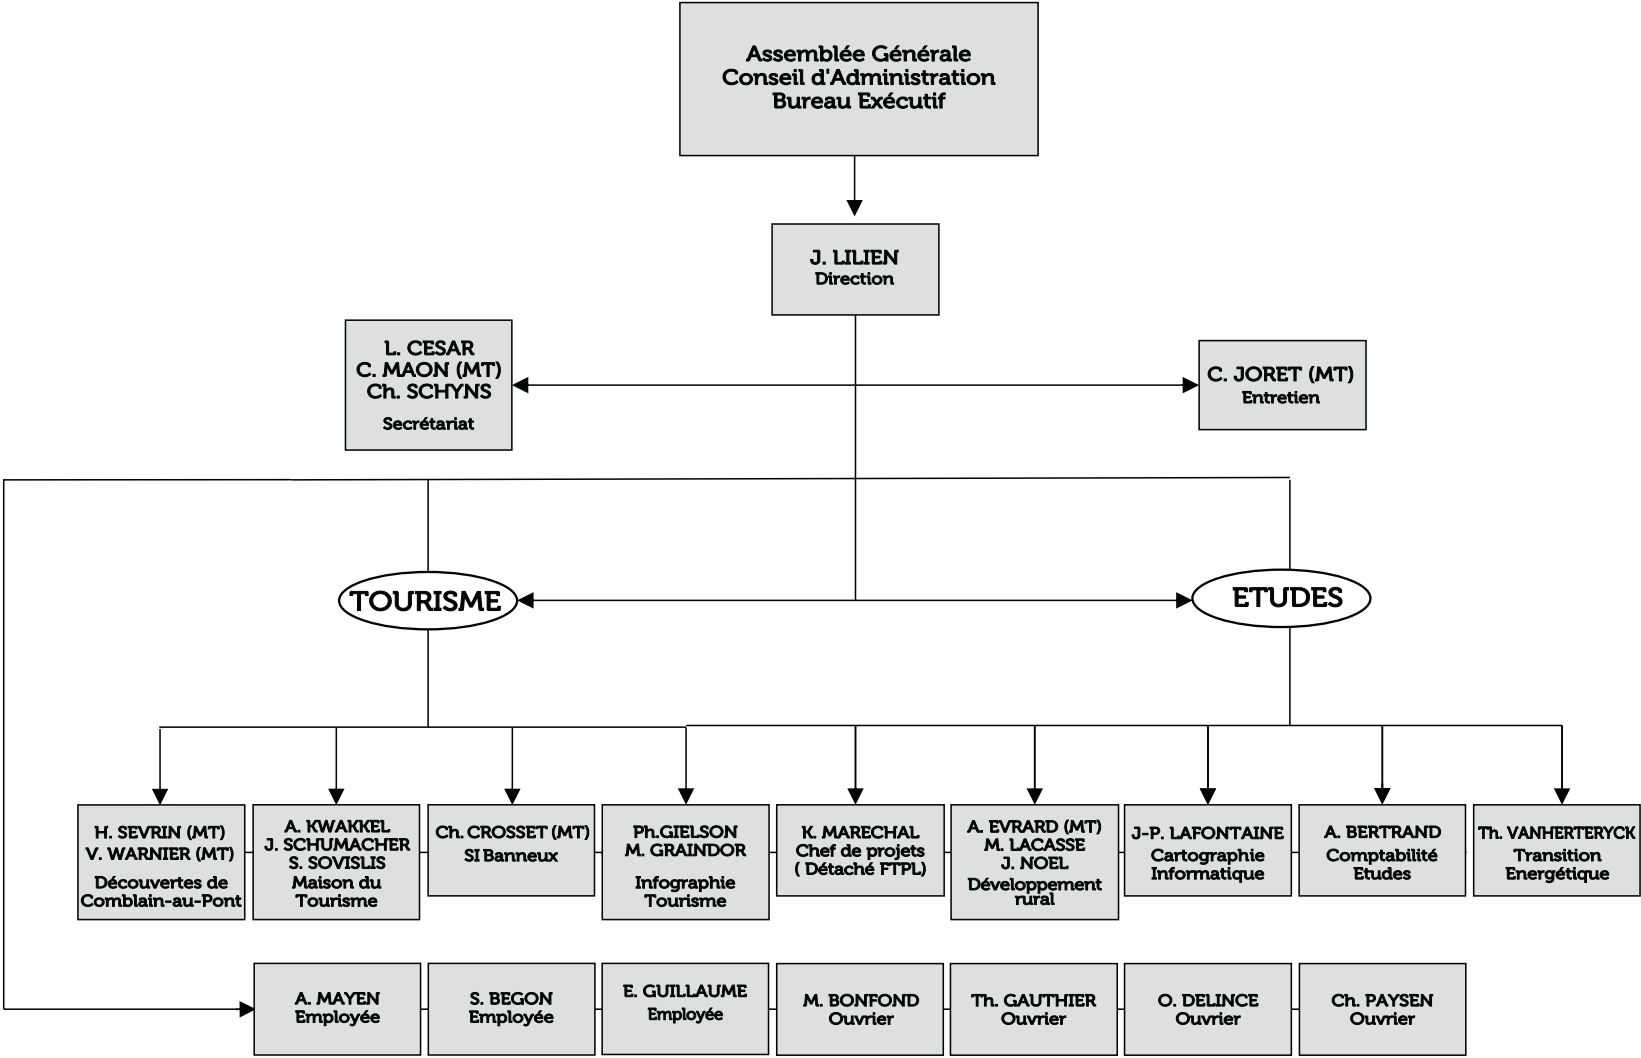 Assemblée Générale
Conseil d'Administration
Bureau Exécutif
J. LILIEN
Direction
L. CESAR
C. MAON (MT)
Ch. SCHYNS
Secrétariat
C. JORET (MT)
Entretien
TOURISME
ETUDES
H. SEVRIN (MT)
V. WARNIER (MT)
Découvertes de
Comblain-au-Pont
A. KWAKKEL
J. SCHUMACHER
S. SOVISLIS
Maison du
Tourisme
Ch. CROSSET (MT)
SI Banneux
Ph.GIELSON
M. GRAINDOR
Infographie
Tourisme
K. MARECHAL
Chef de projets
( Détaché FTPL)
A. EVRARD (MT)
M. LACASSE
J. NOEL
Développement
rural
J-P. LAFONTAINE
Cartographie
Informatique
A. BERTRAND
Comptabilité
Etudes
Th. VANHERTERYCK
Transition
Energétique
A. MAYEN
Employée
S. BEGON
Employée
E. GUILLAUME
Employée
M. BONFOND
Ouvrier
Th. GAUTHIER
Ouvrier
O. DELINCE
Ouvrier
Ch. PAYSEN
Ouvrier